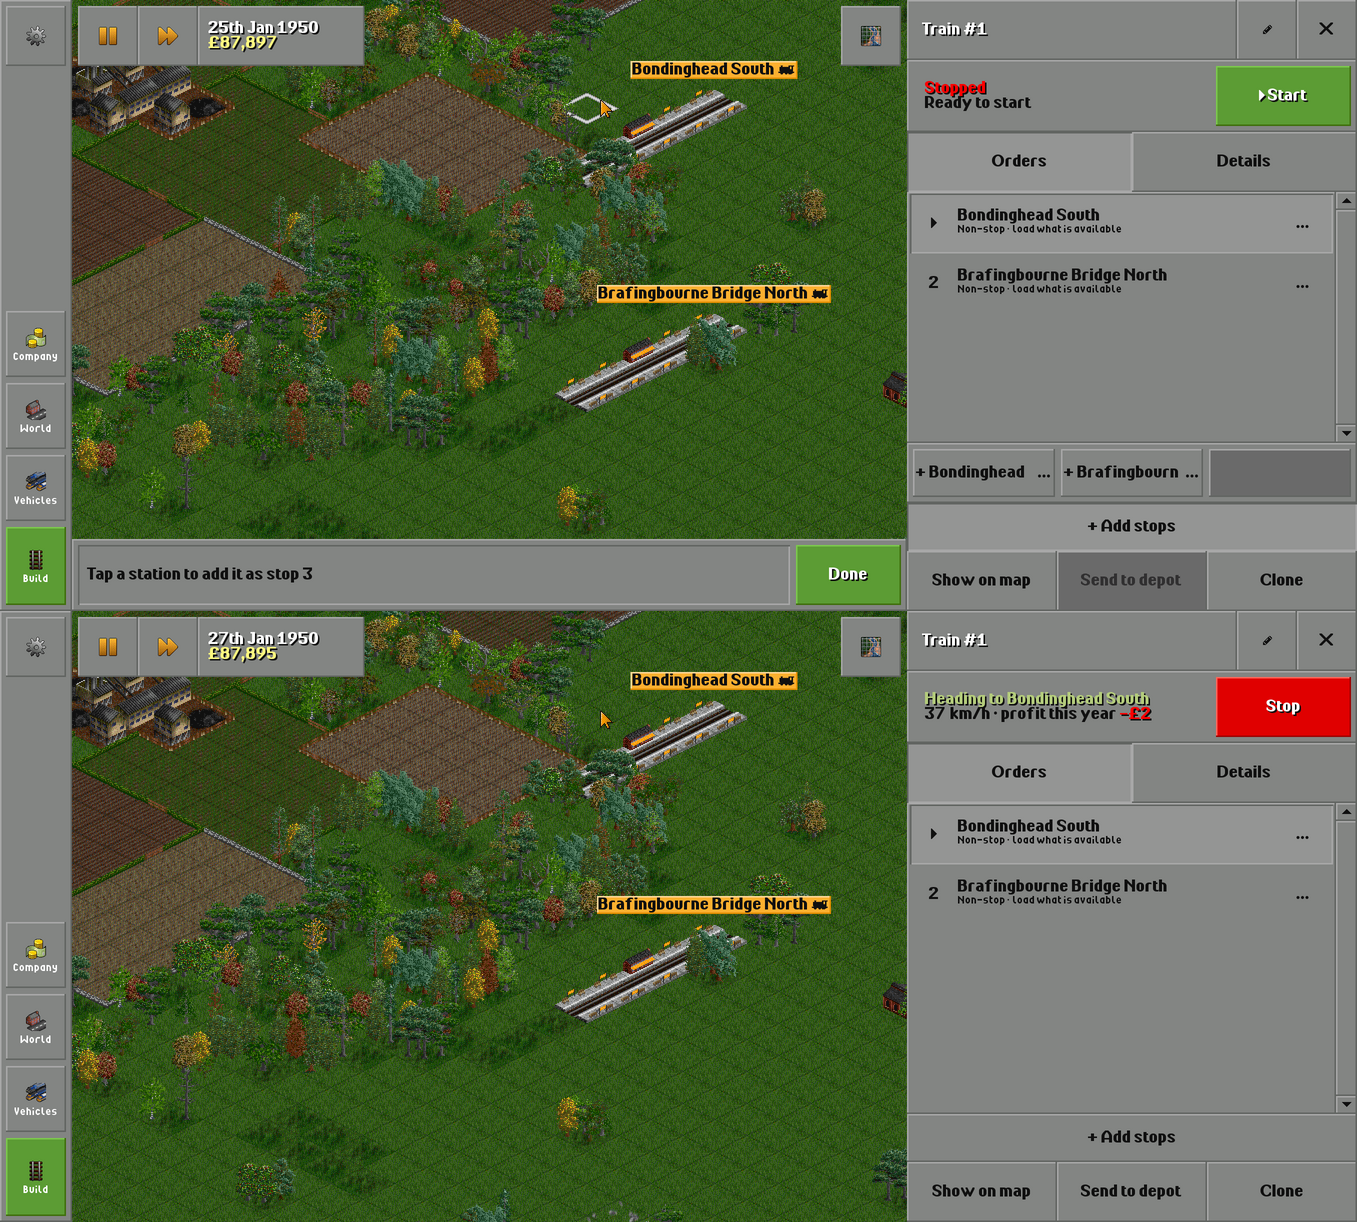 25th Jan 1950
£87,897
Bondinghead South
Brafingbourne Bridge North
Company
World
Vehicles
Build
Tap a station to add it as stop 3
Done
Train #1
Stopped
Ready to start
Start
Orders
Details
Bondinghead South
Non-stop · load what is available
...
2
Brafingbourne Bridge North
Non-stop · load what is available
...
+ Bondinghead ...
+ Brafingbourn ...
+ Add stops
Show on map
Send to depot
Clone
27th Jan 1950
£87,895
Bondinghead South
Brafingbourne Bridge North
Company
World
Vehicles
Build
Train #1
Heading to Bondinghead South
37 km/h · profit this year -£2
Stop
Orders
Details
Bondinghead South
Non-stop · load what is available
...
2
Brafingbourne Bridge North
Non-stop · load what is available
...
+ Add stops
Show on map
Send to depot
Clone